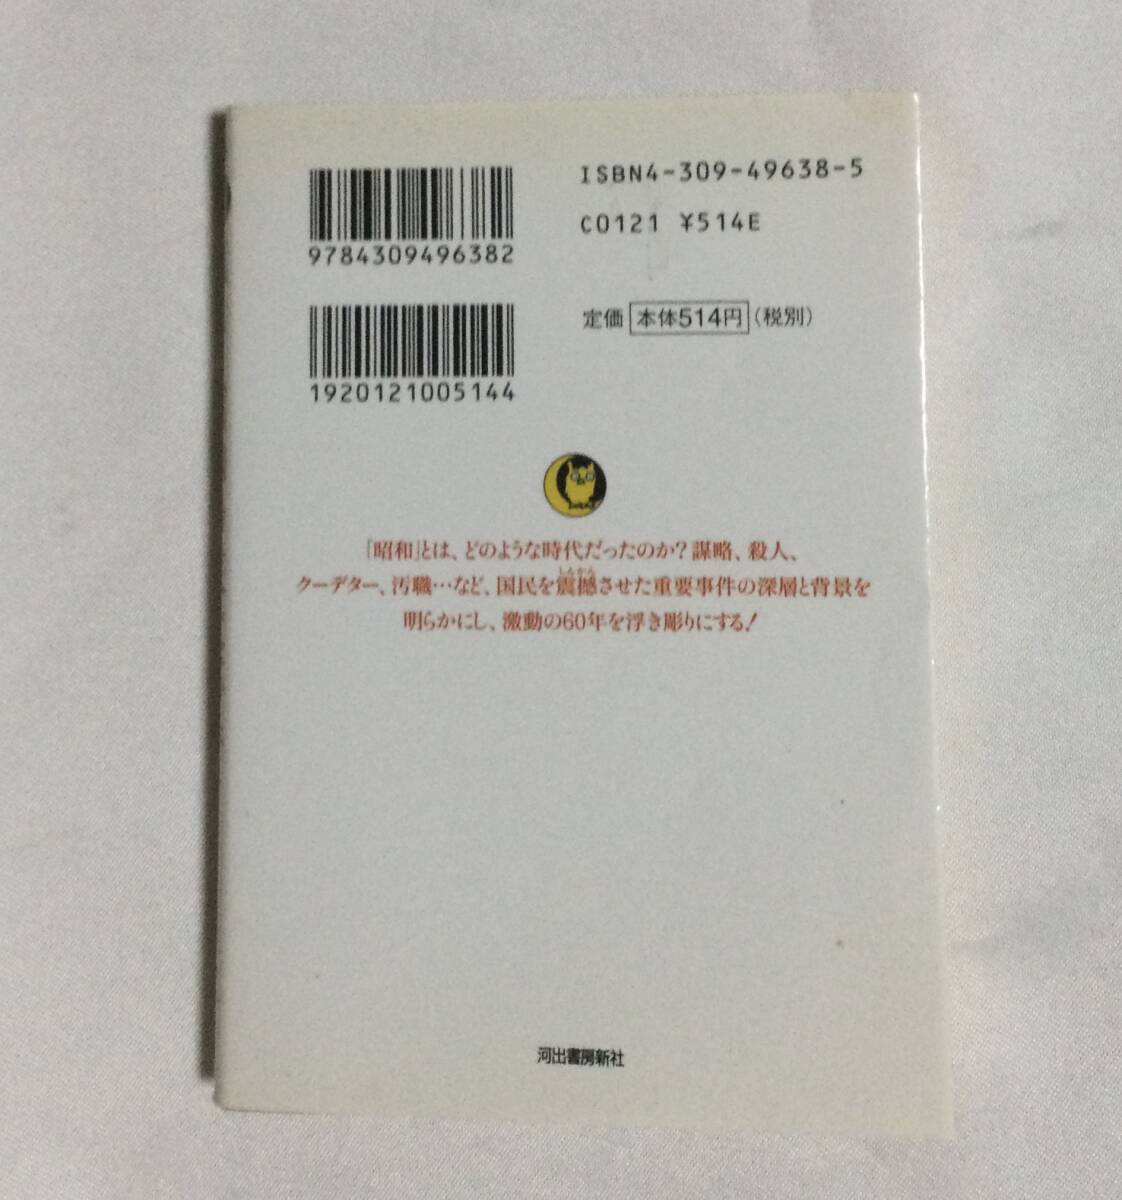 9784309496382
ISBN4-309-49638-5
C0121 ¥514E
1920121005144
定価 本体514円(税別)
「昭和」とは、どのような時代だったのか?謀略、殺人、
しんかん
クーデター、汚職…など、国民を震撼させた重要事件の深層と背景を
明らかにし、激動の60年を浮き彫りにする!
河出書房新社